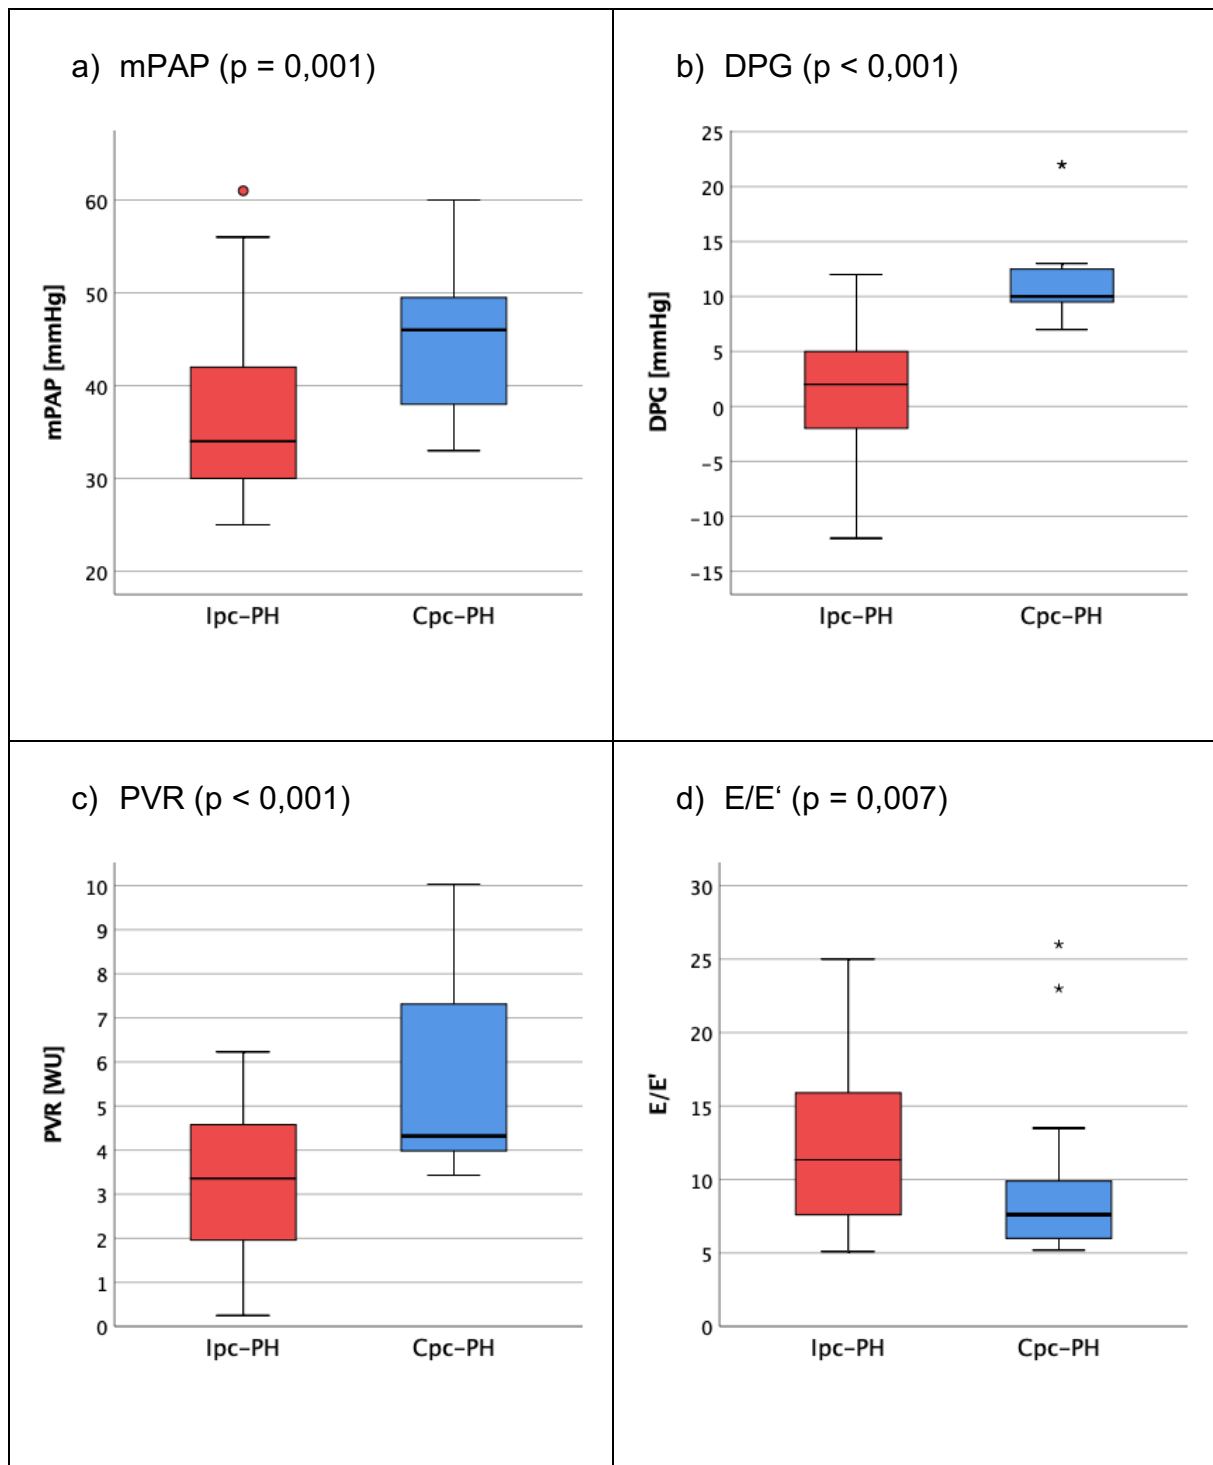 a) mPAP (p = 0,001)
mPAP [mmHg]
60
50
40
30
20
Ipc–PH Cpc–PH
b) DPG (p < 0,001)
DPG [mmHg]
25
20
15
10
5
0
−5
−10
−15
Ipc–PH Cpc–PH
c) PVR (p < 0,001)
PVR [WU]
10
9
8
7
6
5
4
3
2
1
0
Ipc–PH Cpc–PH
d) E/E‘ (p = 0,007)
E/E'
30
25
20
15
10
5
0
Ipc–PH Cpc–PH